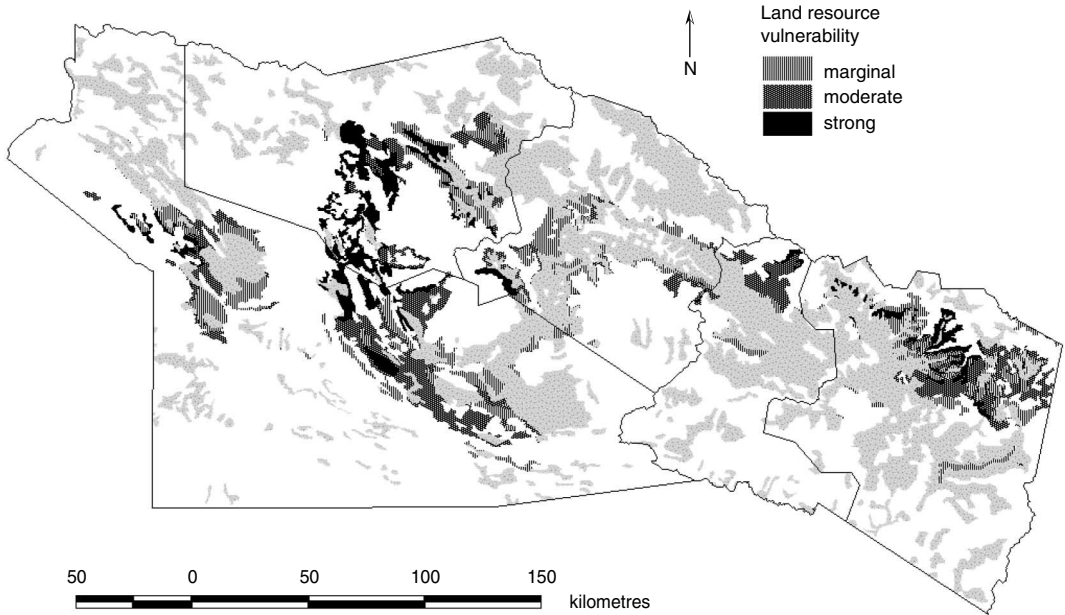 N
Land resource
vulnerability
marginal
moderate
strong
50 0 50 100 150
kilometres